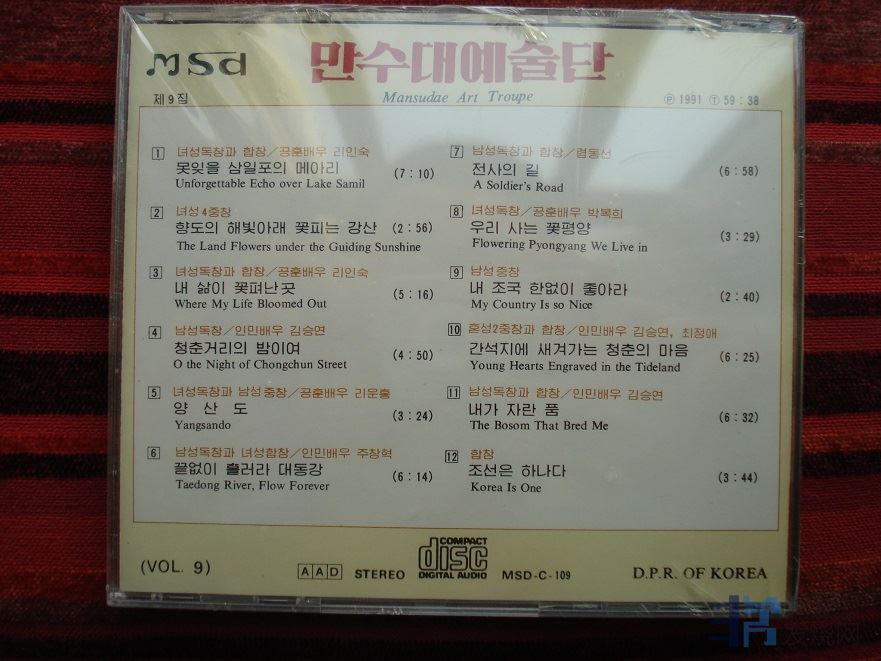 MSd
만수대예술단
Mansudae Art Troupe
제9집
Ⓟ 1991 Ⓣ 59:38
1 녀성독창과 합창/공훈배우 리인숙
못잊을 삼일포의 메아리 (7:10)
Unforgettable Echo over Lake Samil
2 녀성4중창
향도의 해빛아래 꽃피는 강산 (2:56)
The Land Flowers under the Guiding Sunshine
3 녀성독창과 합창/공훈배우 리인숙
내 삶이 꽃펴난곳 (5:16)
Where My Life Bloomed Out
4 남성독창/인민배우 김승연
청춘거리의 밤이여 (4:50)
O the Night of Chongchun Street
5 녀성독창과 남성중창/공훈배우 리운홍
양 산 도 (3:24)
Yangsando
6 남성독창과 녀성합창/인민배우 주창혁
끝없이 흘러라 대동강 (6:14)
Taedong River, Flow Forever
7 남성독창과 합창/렴동선
전사의 길 (6:58)
A Soldier's Road
8 녀성독창/공훈배우 박복희
우리 사는 꽃평양 (3:29)
Flowering Pyongyang We Live in
9 남성중창
내 조국 한없이 좋아라 (2:40)
My Country Is so Nice
10 혼성2중창과 합창/인민배우 김승연, 최정애
간석지에 새겨가는 청춘의 마음 (6:25)
Young Hearts Engraved in the Tideland
11 남성독창과 합창/인민배우 김승연
내가 자란 품 (6:32)
The Bosom That Bred Me
12 합창
조선은 하나다 (3:44)
Korea Is One
(VOL. 9)
AAD STEREO
COMPACT
disc
DIGITAL AUDIO
MSD-C-109
D.P.R. OF KOREA